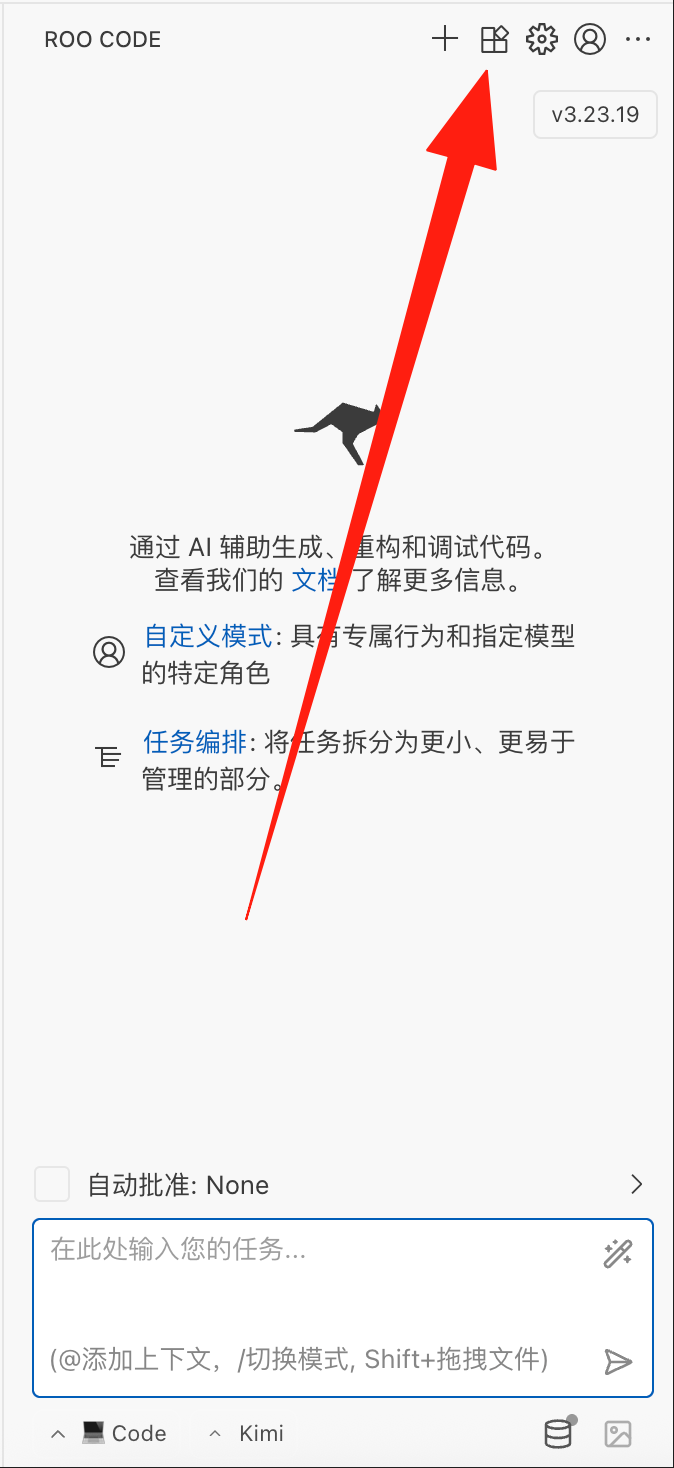 ROO CODE
v3.23.19
通过 AI 辅助生成、重构和调试代码。
查看我们的 文档 了解更多信息。
自定义模式: 具有专属行为和指定模型
的特定角色
任务编排: 将任务拆分为更小、更易于
管理的部分。
自动批准: None
在此处输入您的任务...
(@添加上下文，/切换模式, Shift+拖拽文件)
Code
Kimi